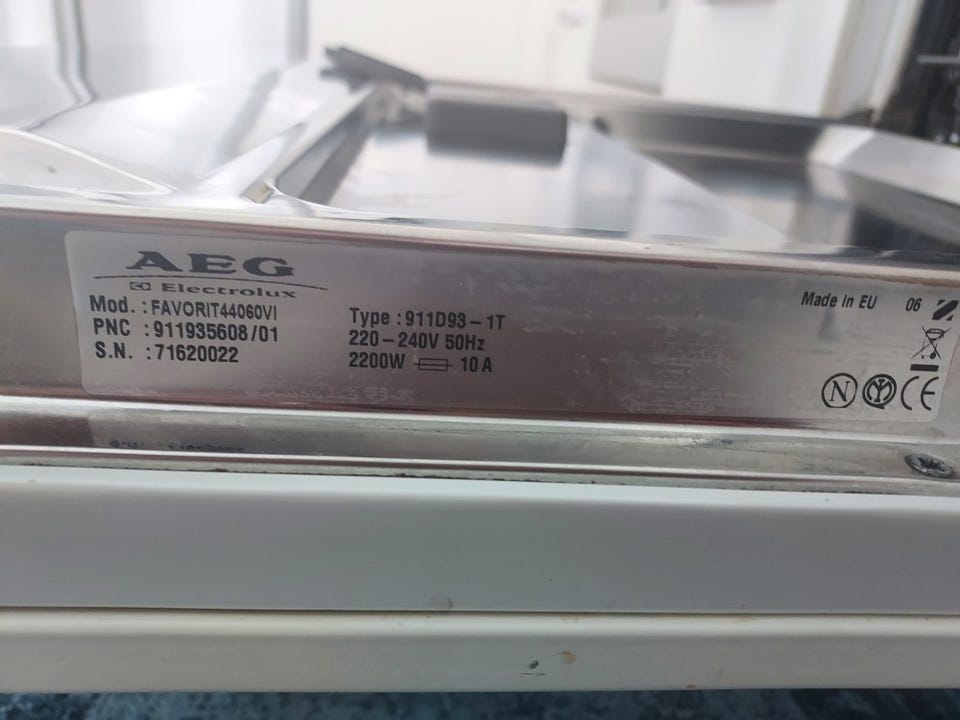 AEG
Electrolux
Mod. : FAVORIT44060VI
PNC : 911935608/01
S.N. : 71620022
Type : 911D93-1T
220-240V 50Hz
2200W 10 A
Made in EU 06
N
CE